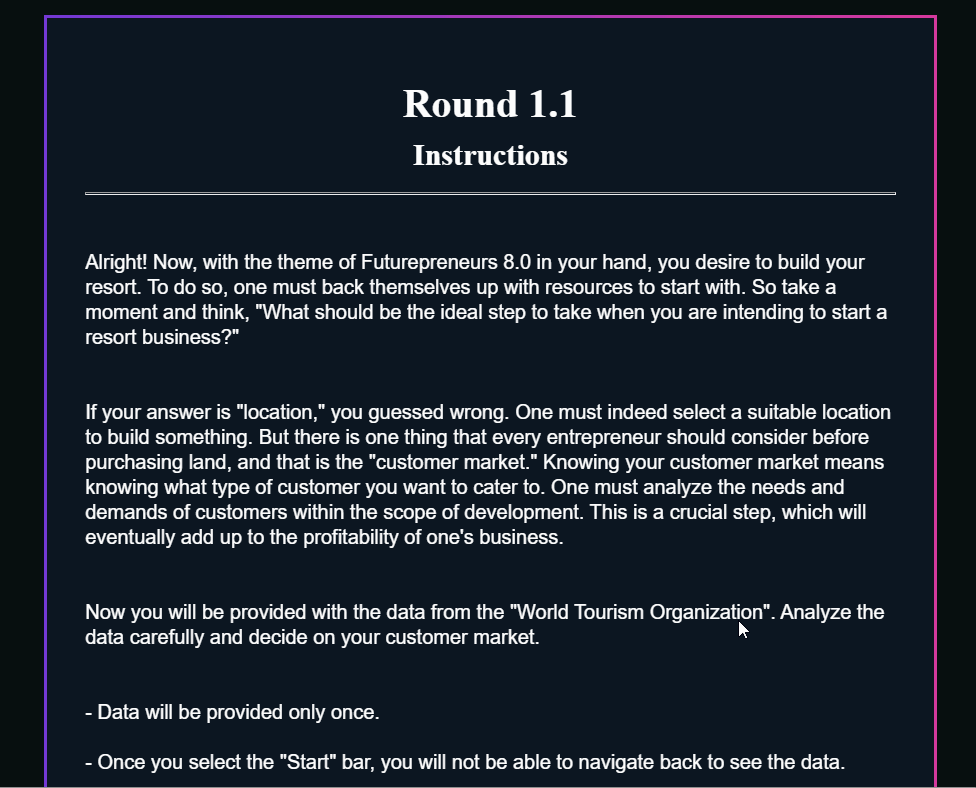 Round 1.1
Instructions
Alright! Now, with the theme of Futurepreneurs 8.0 in your hand, you desire to build your
resort. To do so, one must back themselves up with resources to start with. So take a
moment and think, "What should be the ideal step to take when you are intending to start a
resort business?"
If your answer is "location," you guessed wrong. One must indeed select a suitable location
to build something. But there is one thing that every entrepreneur should consider before
purchasing land, and that is the "customer market." Knowing your customer market means
knowing what type of customer you want to cater to. One must analyze the needs and
demands of customers within the scope of development. This is a crucial step, which will
eventually add up to the profitability of one's business.
Now you will be provided with the data from the "World Tourism Organization". Analyze the
data carefully and decide on your customer market.
- Data will be provided only once.
- Once you select the "Start" bar, you will not be able to navigate back to see the data.